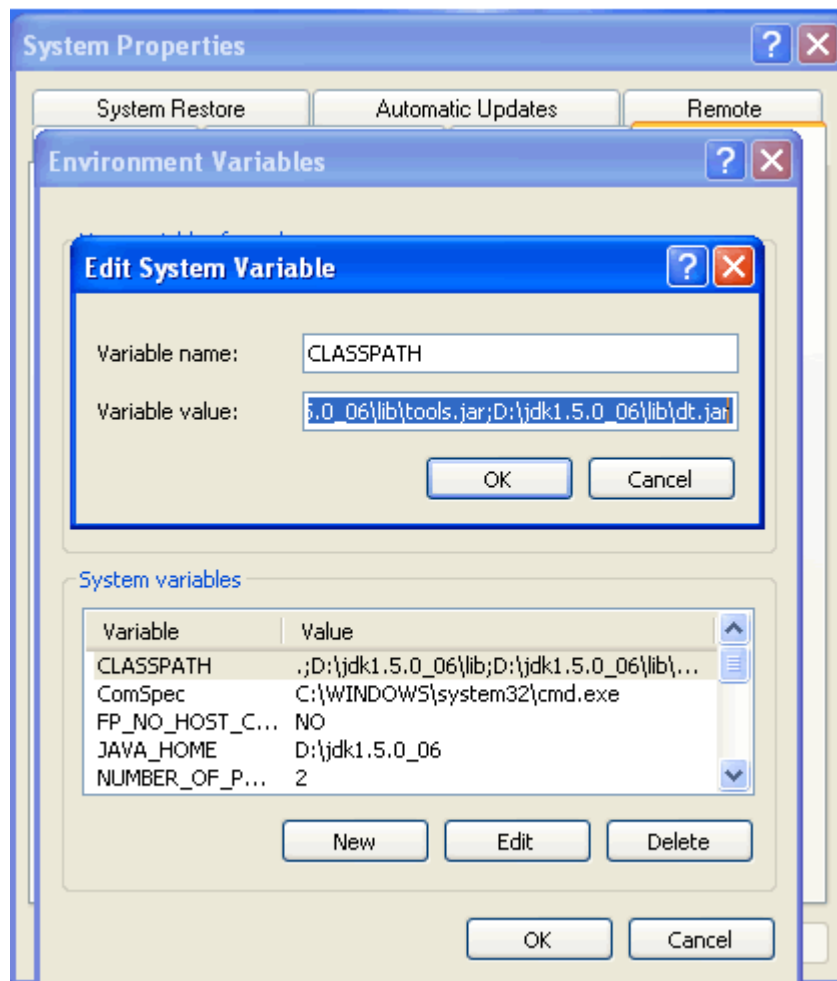 System Properties
System Restore Automatic Updates Remote
Environment Variables
Edit System Variable
Variable name: CLASSPATH
Variable value: 5.0_06\lib\tools.jar;D:\jdk1.5.0_06\lib\dt.jar
OK Cancel
System variables
Variable Value
CLASSPATH .;D:\jdk1.5.0_06\lib;D:\jdk1.5.0_06\lib\...
ComSpec C:\WINDOWS\system32\cmd.exe
FP_NO_HOST_C... NO
JAVA_HOME D:\jdk1.5.0_06
NUMBER_OF_P... 2
New Edit Delete
OK Cancel